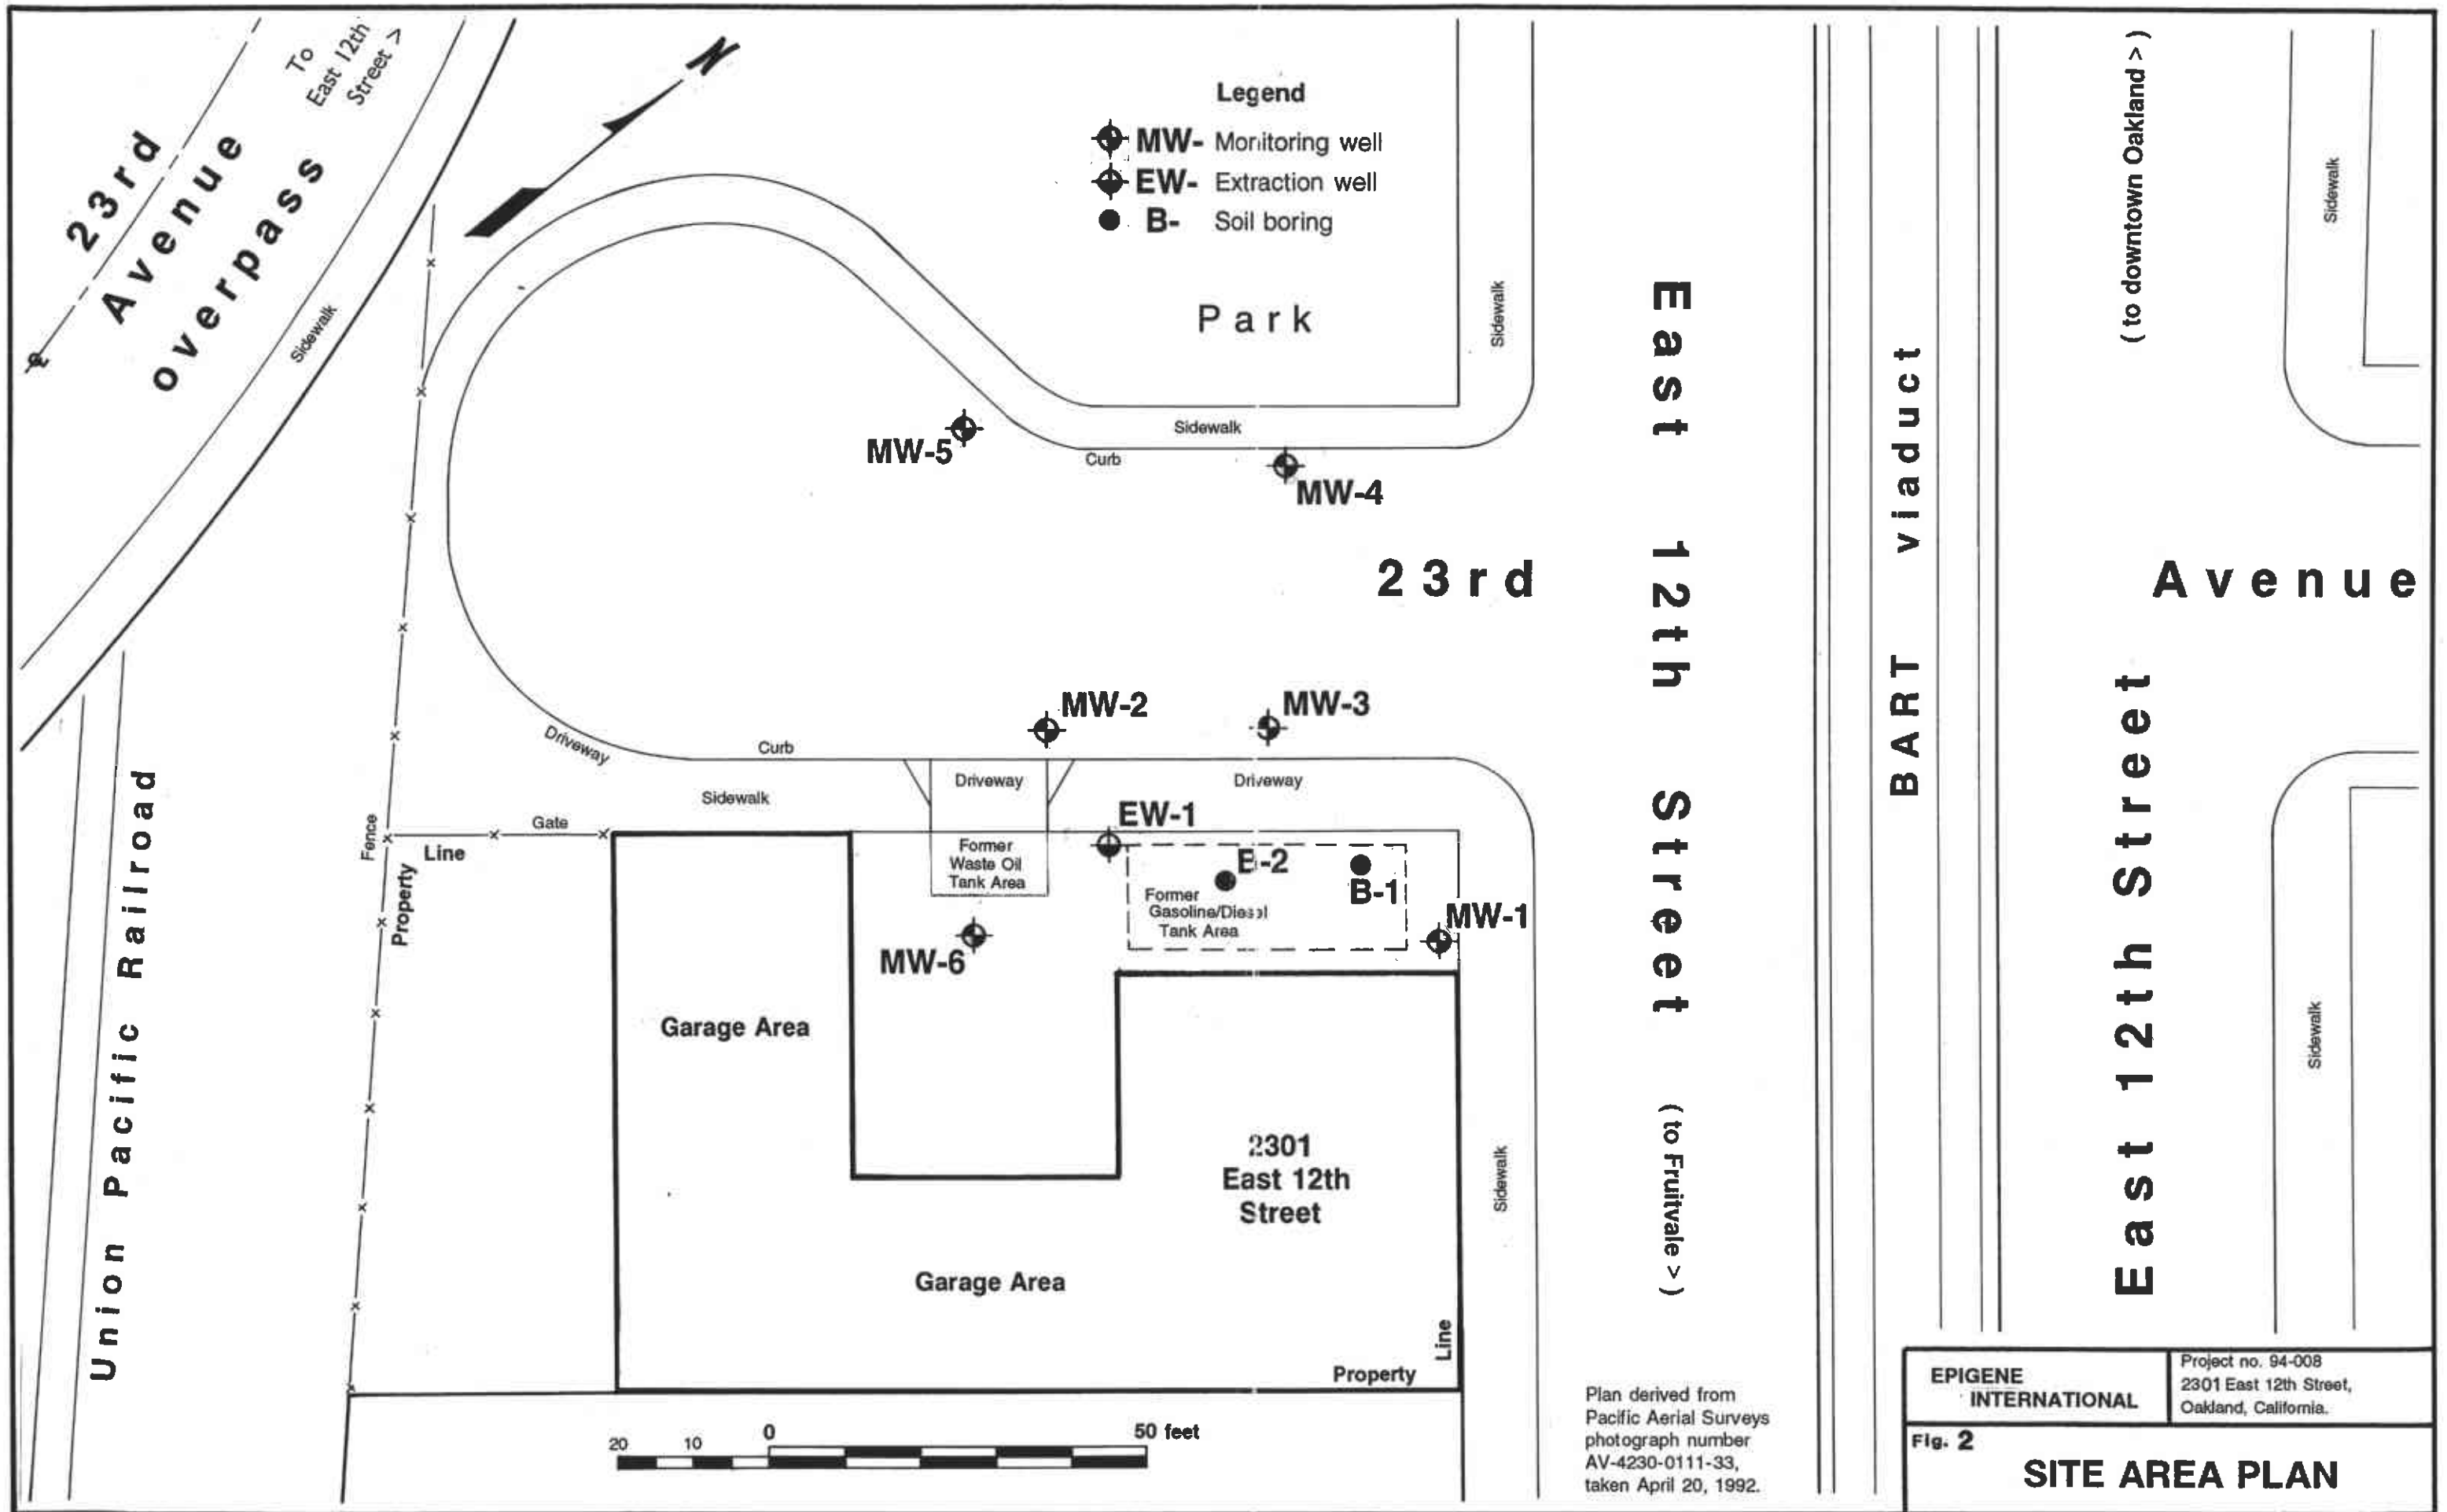 To
East 12th
Street >
23rd
Avenue
overpass
Sidewalk
N
Legend
MW- Monitoring well
EW- Extraction well
B- Soil boring
Park
Sidewalk
Sidewalk
Curb
MW-5
MW-4
23rd
Avenue
East 12th Street
( to Fruitvale > )
BART viaduct
( to downtown Oakland > )
East 12th Street
Sidewalk
Sidewalk
MW-2
MW-3
Driveway
Curb
Sidewalk
Driveway
Driveway
Union Pacific Railroad
Fence
Gate
Property
Line
Former
Waste Oil
Tank Area
EW-1
B-2
B-1
Former
Gasoline/Diesel
Tank Area
MW-1
MW-6
Garage Area
2301
East 12th
Street
Garage Area
Sidewalk
Property
Line
20 10 0 50 feet
Plan derived from
Pacific Aerial Surveys
photograph number
AV-4230-0111-33,
taken April 20, 1992.
EPIGENE
INTERNATIONAL
Project no. 94-008
2301 East 12th Street,
Oakland, California.
Fig. 2
SITE AREA PLAN